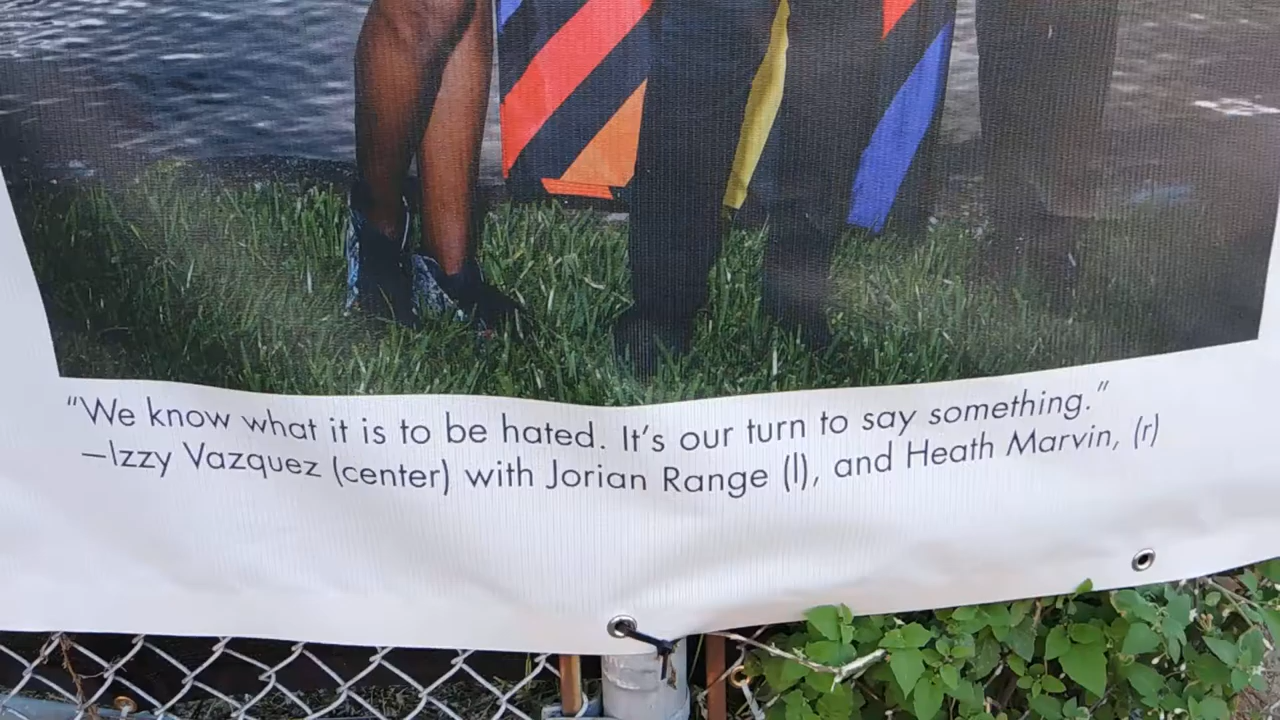 “We know what it is to be hated. It’s our turn to say something.”
–Izzy Vazquez (center) with Jorian Range (l), and Heath Marvin, (r)